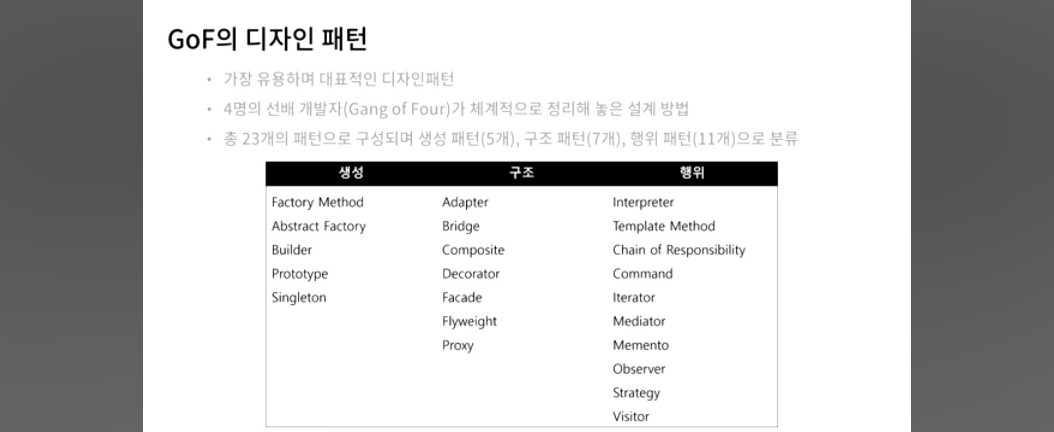 GoF의 디자인 패턴
• 가장 유용하며 대표적인 디자인패턴
• 4명의 선배 개발자(Gang of Four)가 체계적으로 정리해 놓은 설계 방법
• 총 23개의 패턴으로 구성되며 생성 패턴(5개), 구조 패턴(7개), 행위 패턴(11개)으로 분류
생성 구조 행위
Factory Method Adapter Interpreter
Abstract Factory Bridge Template Method
Builder Composite Chain of Responsibility
Prototype Decorator Command
Singleton Facade Iterator
Flyweight Mediator
Proxy Memento
Observer
Strategy
Visitor